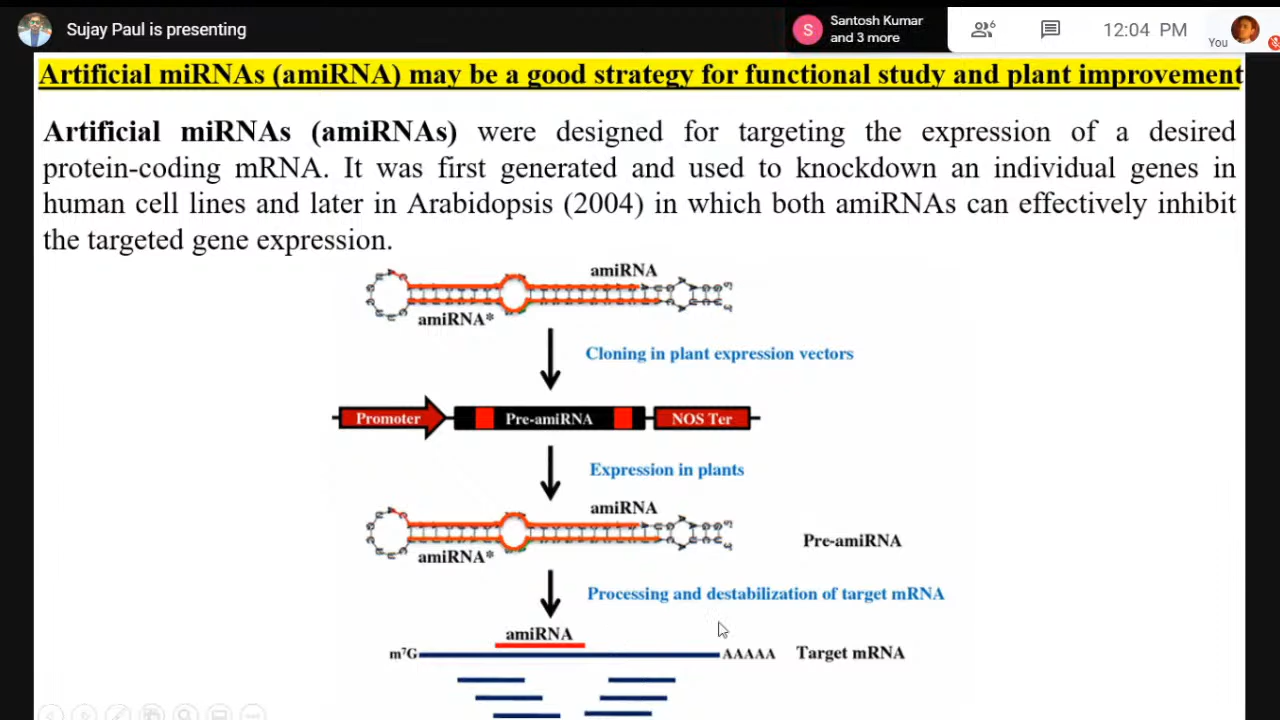 Sujay Paul is presenting
S
Santosh Kumar
and 3 more
6
12:04 PM
You
Artificial miRNAs (amiRNA) may be a good strategy for functional study and plant improvement
Artificial miRNAs (amiRNAs) were designed for targeting the expression of a desired
protein-coding mRNA. It was first generated and used to knockdown an individual genes in
human cell lines and later in Arabidopsis (2004) in which both amiRNAs can effectively inhibit
the targeted gene expression.
amiRNA
amiRNA*
Cloning in plant expression vectors
Promoter
Pre-amiRNA
NOS Ter
Expression in plants
amiRNA
amiRNA*
Pre-amiRNA
Processing and destabilization of target mRNA
amiRNA
m⁷G
AAAAA
Target mRNA